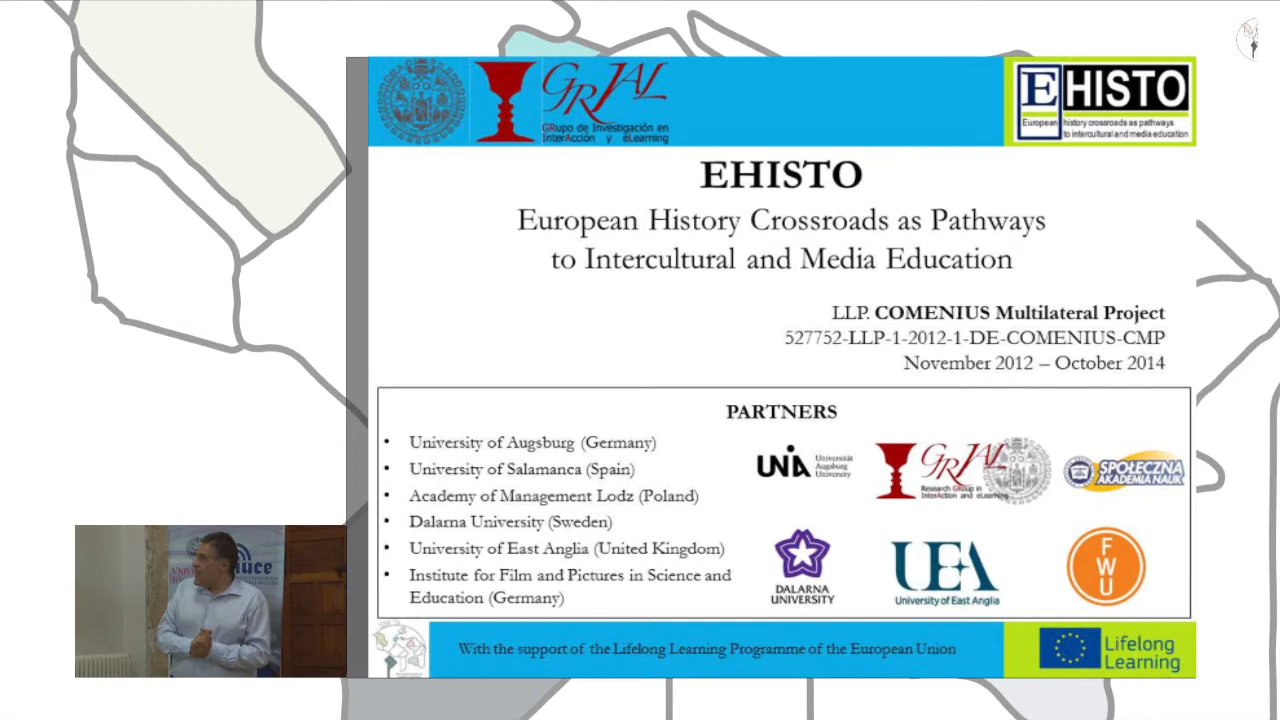 GRIAL
GRupo de Investigación en
InterAcción y eLearning
EHISTO
European history crossroads as pathways
to intercultural and media education
EHISTO
European History Crossroads as Pathways
to Intercultural and Media Education
LLP. COMENIUS Multilateral Project
527752-LLP-1-2012-1-DE-COMENIUS-CMP
November 2012 – October 2014
PARTNERS
• University of Augsburg (Germany)
• University of Salamanca (Spain)
• Academy of Management Lodz (Poland)
• Dalarna University (Sweden)
• University of East Anglia (United Kingdom)
• Institute for Film and Pictures in Science and
Education (Germany)
UNIA
Universität
Augsburg
University
GRIAL
Research GRoup in
InterAction and eLearning
SPOŁECZNA
AKADEMIA NAUK
DALARNA
UNIVERSITY
UEA
University of East Anglia
F
W
U
With the support of the Lifelong Learning Programme of the European Union
Lifelong
Learning